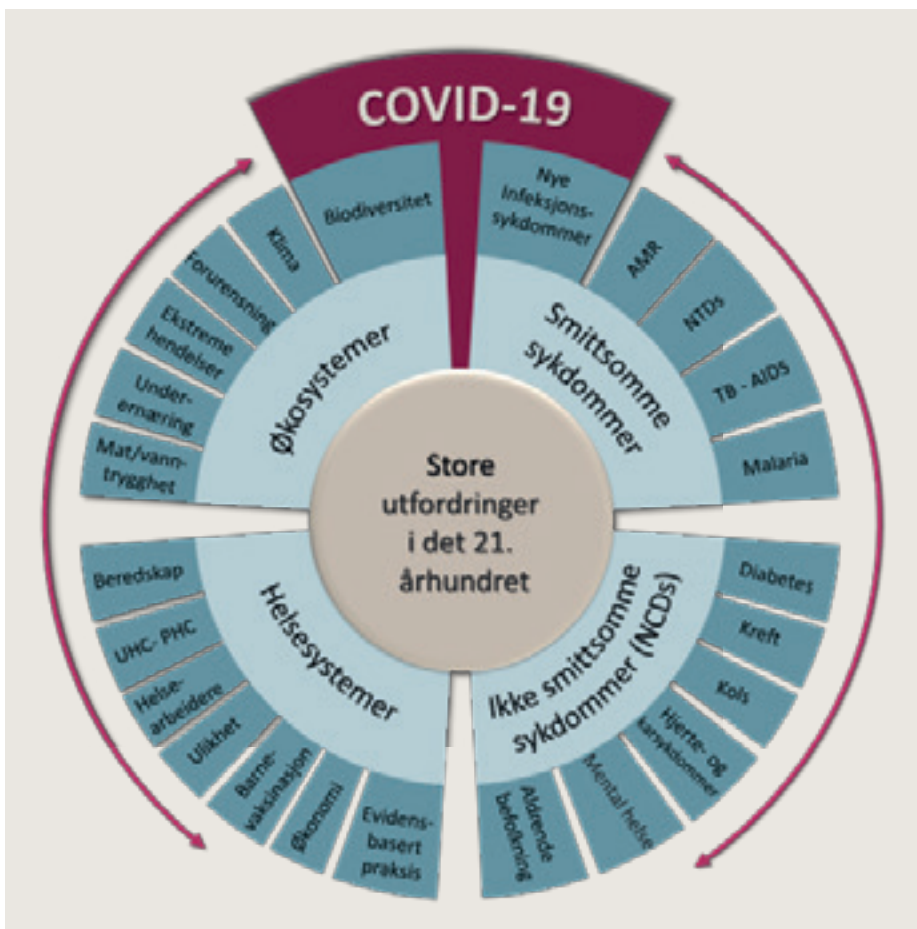 COVID-19
Biodiversitet
Nye
Infeksjons-
sykdommer
Klima
Forurensning
Ekstreme
hendelser
Under-
ernæring
Mat/vann-
trygghet
Økosystemer
Smittsomme
sykdommer
AMR
NTDs
TB - AIDS
Malaria
Store
utfordringer
i det 21.
århundret
Beredskap
UHC- PHC
Helse-
arbeidere
Ulikhet
Barne-
vaksinasjon
Økonomi
Evidens-
basert
praksis
Helsesystemer
Ikke smittsomme
sykdommer (NCDs)
Diabetes
Kreft
Kols
Hjerte- og
karsykdommer
Mental helse
Aldrende
befolkning